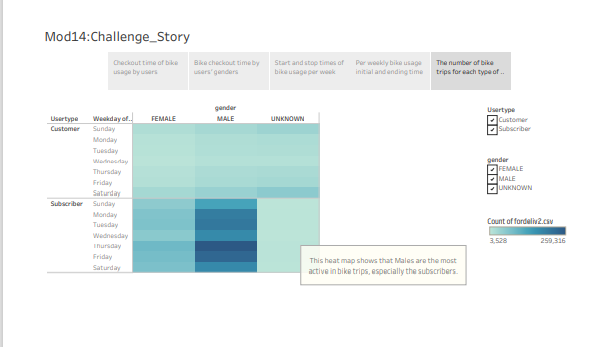 Mod14:Challenge_Story
Checkout time of bike
usage by users
Bike checkout time by
users' genders
Start and stop times of
bike usage per week
Per weekly bike usage
initial and ending time
The number of bike
trips for each type of ..
gender
Usertype Weekday of.. FEMALE MALE UNKNOWN
Customer Sunday
Monday
Tuesday
Wednesday
Thursday
Friday
Saturday
Subscriber Sunday
Monday
Tuesday
Wednesday
Thursday
Friday
Saturday
This heat map shows that Males are the most
active in bike trips, especially the subscribers.
Usertype
Customer
Subscriber
gender
FEMALE
MALE
UNKNOWN
Count of fordeliv2.csv
3,528 259,316